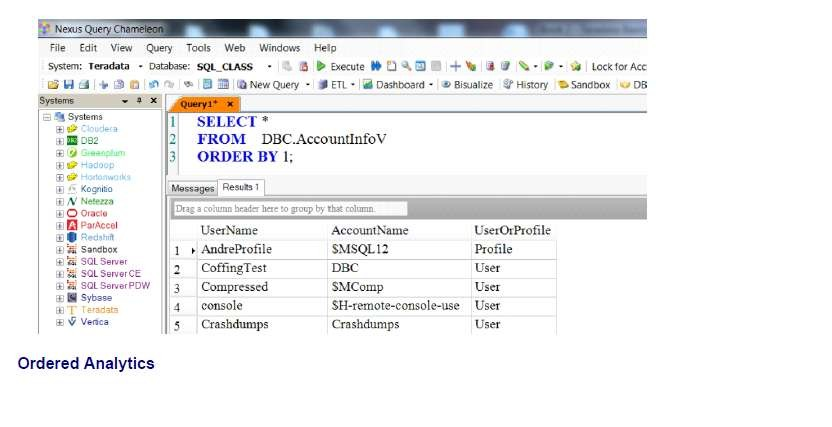 Nexus Query Chameleon
File Edit View Query Tools Web Windows Help
System: Teradata Database: SQL_CLASS Execute Lock for Acc
New Query ETL Dashboard Bisualize History Sandbox DB
Systems
Query1* x
Systems
Cloudera
DB2
Greenplum
Hadoop
Hortonworks
Kognitio
Netezza
Oracle
ParAccel
Redshift
Sandbox
SQL Server
SQL Server CE
SQL Server PDW
Sybase
Teradata
Vertica
1 SELECT *
2 FROM DBC.AccountInfoV
3 ORDER BY 1;
Messages Results 1
Drag a column header here to group by that column.
UserName AccountName UserOrProfile
1 AndreProfile $MSQL12 Profile
2 CoffingTest DBC User
3 Compressed $MComp User
4 console $H-remote-console-use User
5 Crashdumps Crashdumps User
Ordered Analytics